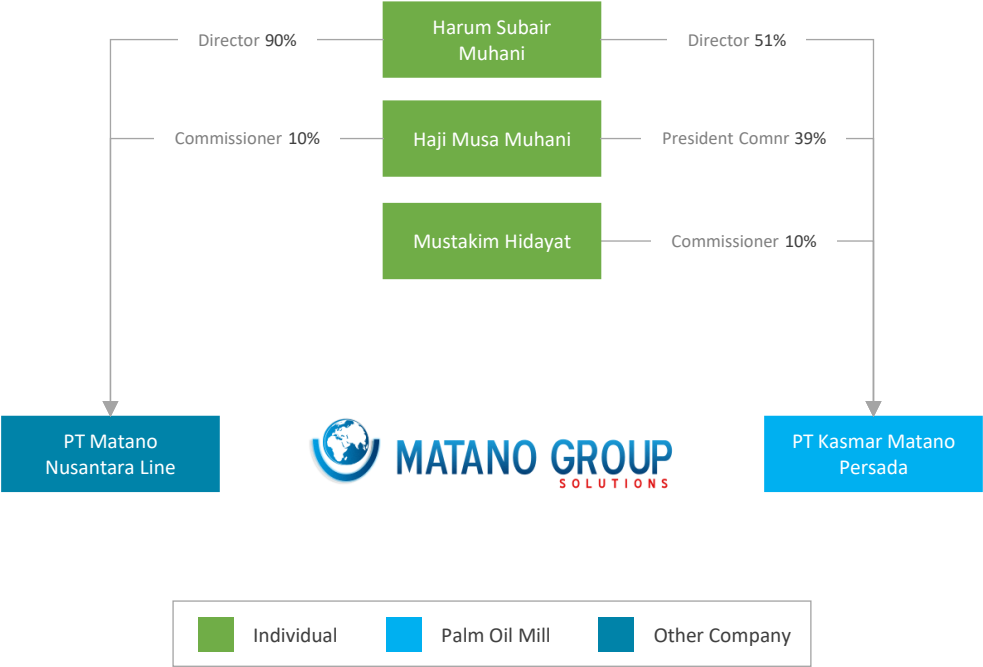 Harum Subair
Muhani
Director 90%
Director 51%
Haji Musa Muhani
Commissioner 10%
President Comnr 39%
Mustakim Hidayat
Commissioner 10%
PT Matano
Nusantara Line
MATANO GROUP
SOLUTIONS
PT Kasmar Matano
Persada
Individual
Palm Oil Mill
Other Company